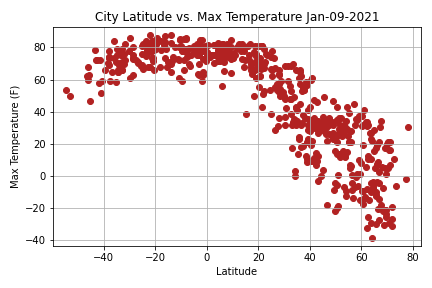 City Latitude vs. Max Temperature Jan-09-2021
Max Temperature (F)
80
60
40
20
0
−20
−40
−40 −20 0 20 40 60 80
Latitude